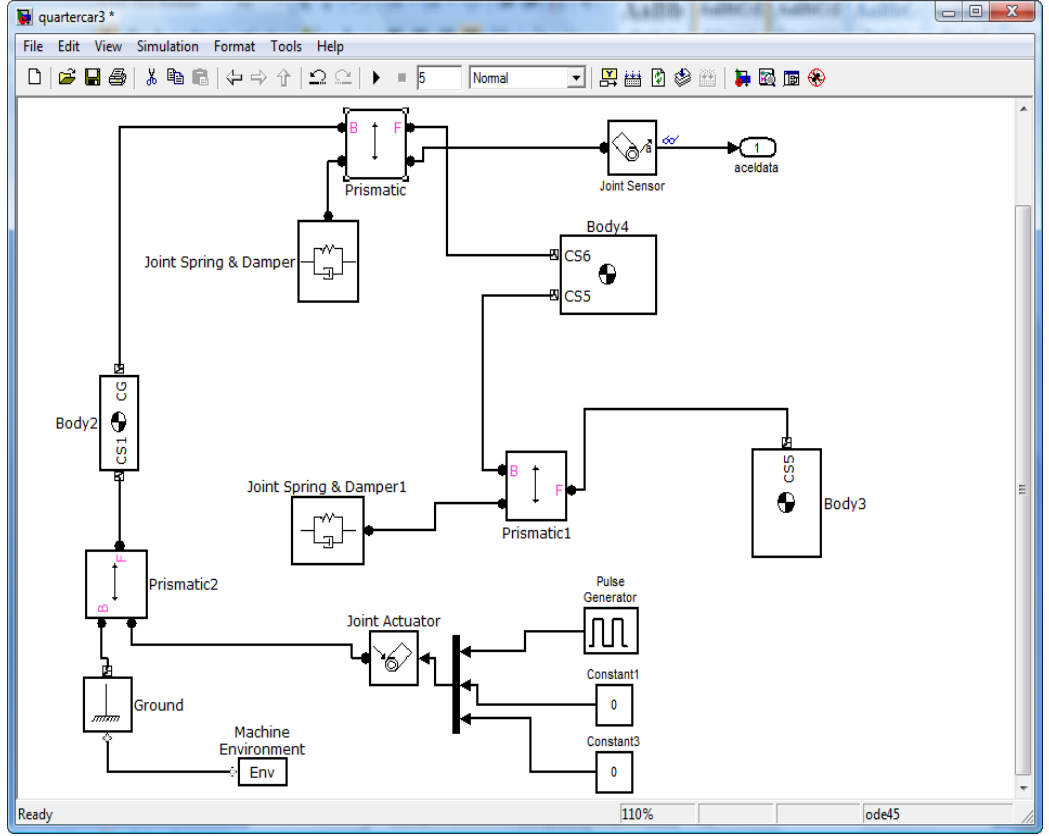 quartercar3 *
File Edit View Simulation Format Tools Help
5 Normal
B F
Prismatic
a
Joint Sensor
1
aceldata
Joint Spring & Damper
Body4
CS6
CS5
CG
Body2
CS1
Joint Spring & Damper1
B
F
Prismatic1
CS5
Body3
F
B
Prismatic2
Joint Actuator
Pulse
Generator
Constant1
0
Constant3
0
Ground
Machine
Environment
Env
Ready 110% ode45